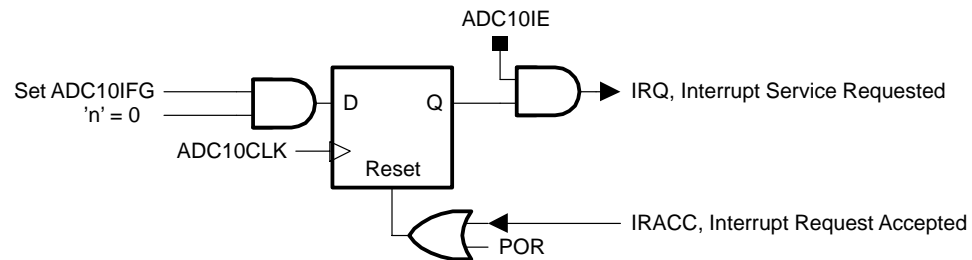 ADC10IE
Set ADC10IFG
'n' = 0
D
Q
IRQ, Interrupt Service Requested
ADC10CLK
Reset
IRACC, Interrupt Request Accepted
POR